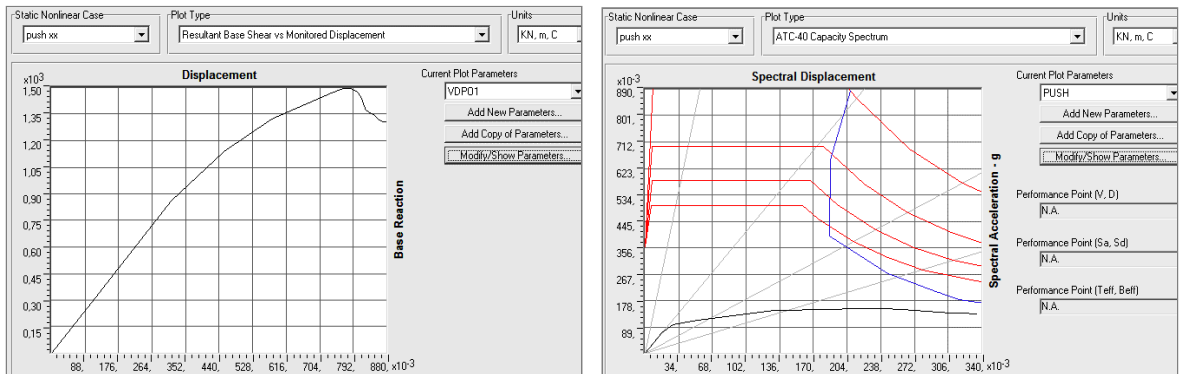 Static Nonlinear Case
push xx
Plot Type
Resultant Base Shear vs Monitored Displacement
Units
KN, m, C
Displacement
x10³
1,50
1,35
1,20
1,05
0,90
0,75
0,60
0,45
0,30
0,15
88, 176, 264, 352, 440, 528, 616, 704, 792, 880, x10⁻³
Base Reaction
Current Plot Parameters
VDPO1
Add New Parameters...
Add Copy of Parameters...
Modify/Show Parameters...
Static Nonlinear Case
push xx
Plot Type
ATC-40 Capacity Spectrum
Units
KN, m, C
Spectral Displacement
x10⁻³
890,
801,
712,
623,
534,
445,
356,
267,
178,
89,
34, 68, 102, 136, 170, 204, 238, 272, 306, 340, x10⁻³
Spectral Acceleration - g
Current Plot Parameters
PUSH
Add New Parameters...
Add Copy of Parameters...
Modify/Show Parameters...
Performance Point (V, D)
N.A.
Performance Point (Sa, Sd)
N.A.
Performance Point (Teff, Beff)
N.A.